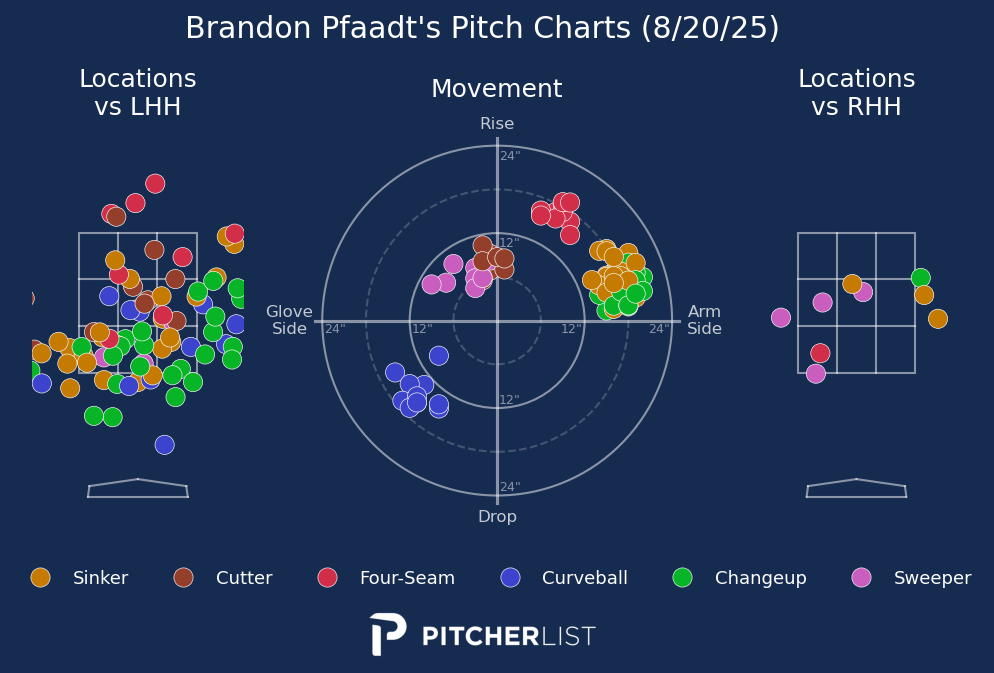 Brandon Pfaadt's Pitch Charts (8/20/25)
Locations
vs LHH
Movement
Locations
vs RHH
Rise
24"
12"
Glove
Side
24"
12"
12"
24"
Arm
Side
12"
24"
Drop
Sinker
Cutter
Four-Seam
Curveball
Changeup
Sweeper
PITCHERLIST